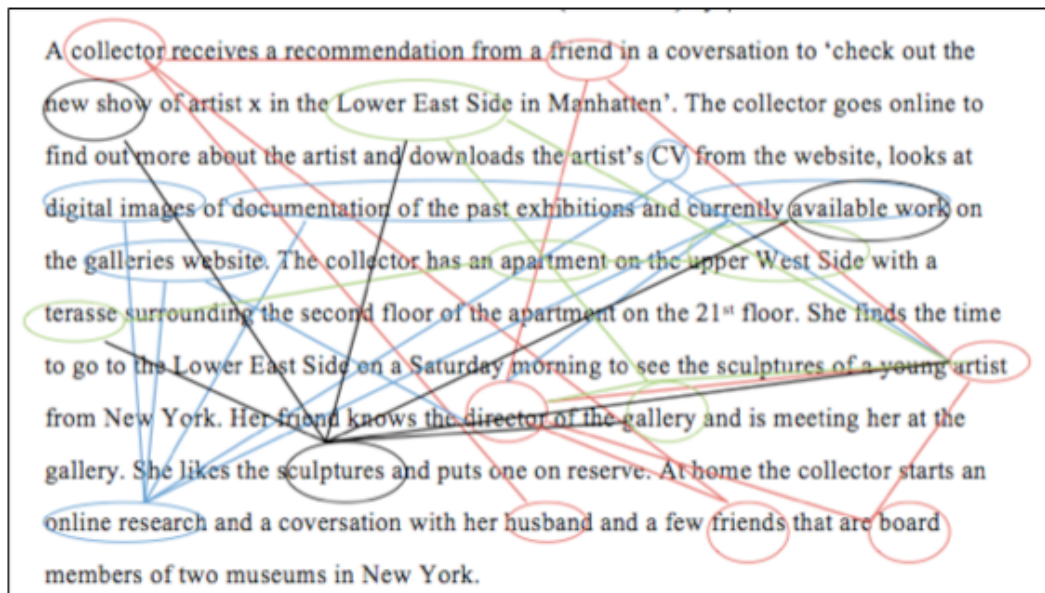 A collector receives a recommendation from a friend in a coversation to ‘check out the
new show of artist x in the Lower East Side in Manhatten’. The collector goes online to
find out more about the artist and downloads the artist’s CV from the website, looks at
digital images of documentation of the past exhibitions and currently available work on
the galleries website. The collector has an apartment on the upper West Side with a
terasse surrounding the second floor of the apartment on the 21st floor. She finds the time
to go to the Lower East Side on a Saturday morning to see the sculptures of a young artist
from New York. Her friend knows the director of the gallery and is meeting her at the
gallery. She likes the sculptures and puts one on reserve. At home the collector starts an
online research and a coversation with her husband and a few friends that are board
members of two museums in New York.